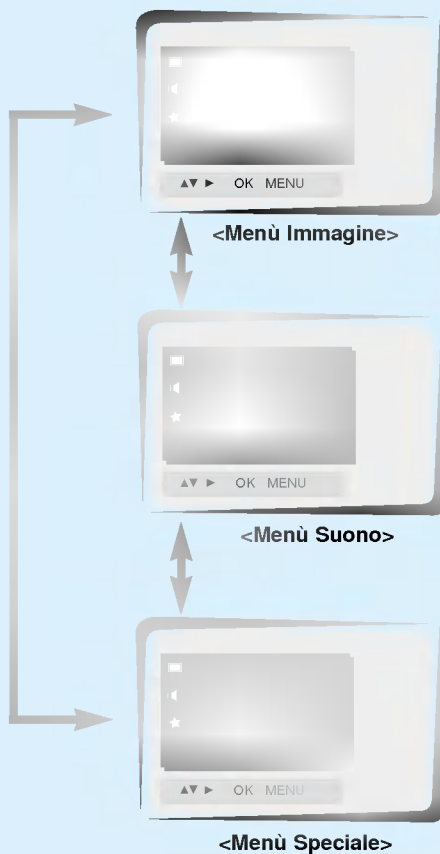 ▲▼ ► OK MENU
<Menù Immagine>
▲▼ ► OK MENU
<Menù Suono>
▲▼ ► OK MENU
<Menù Speciale>